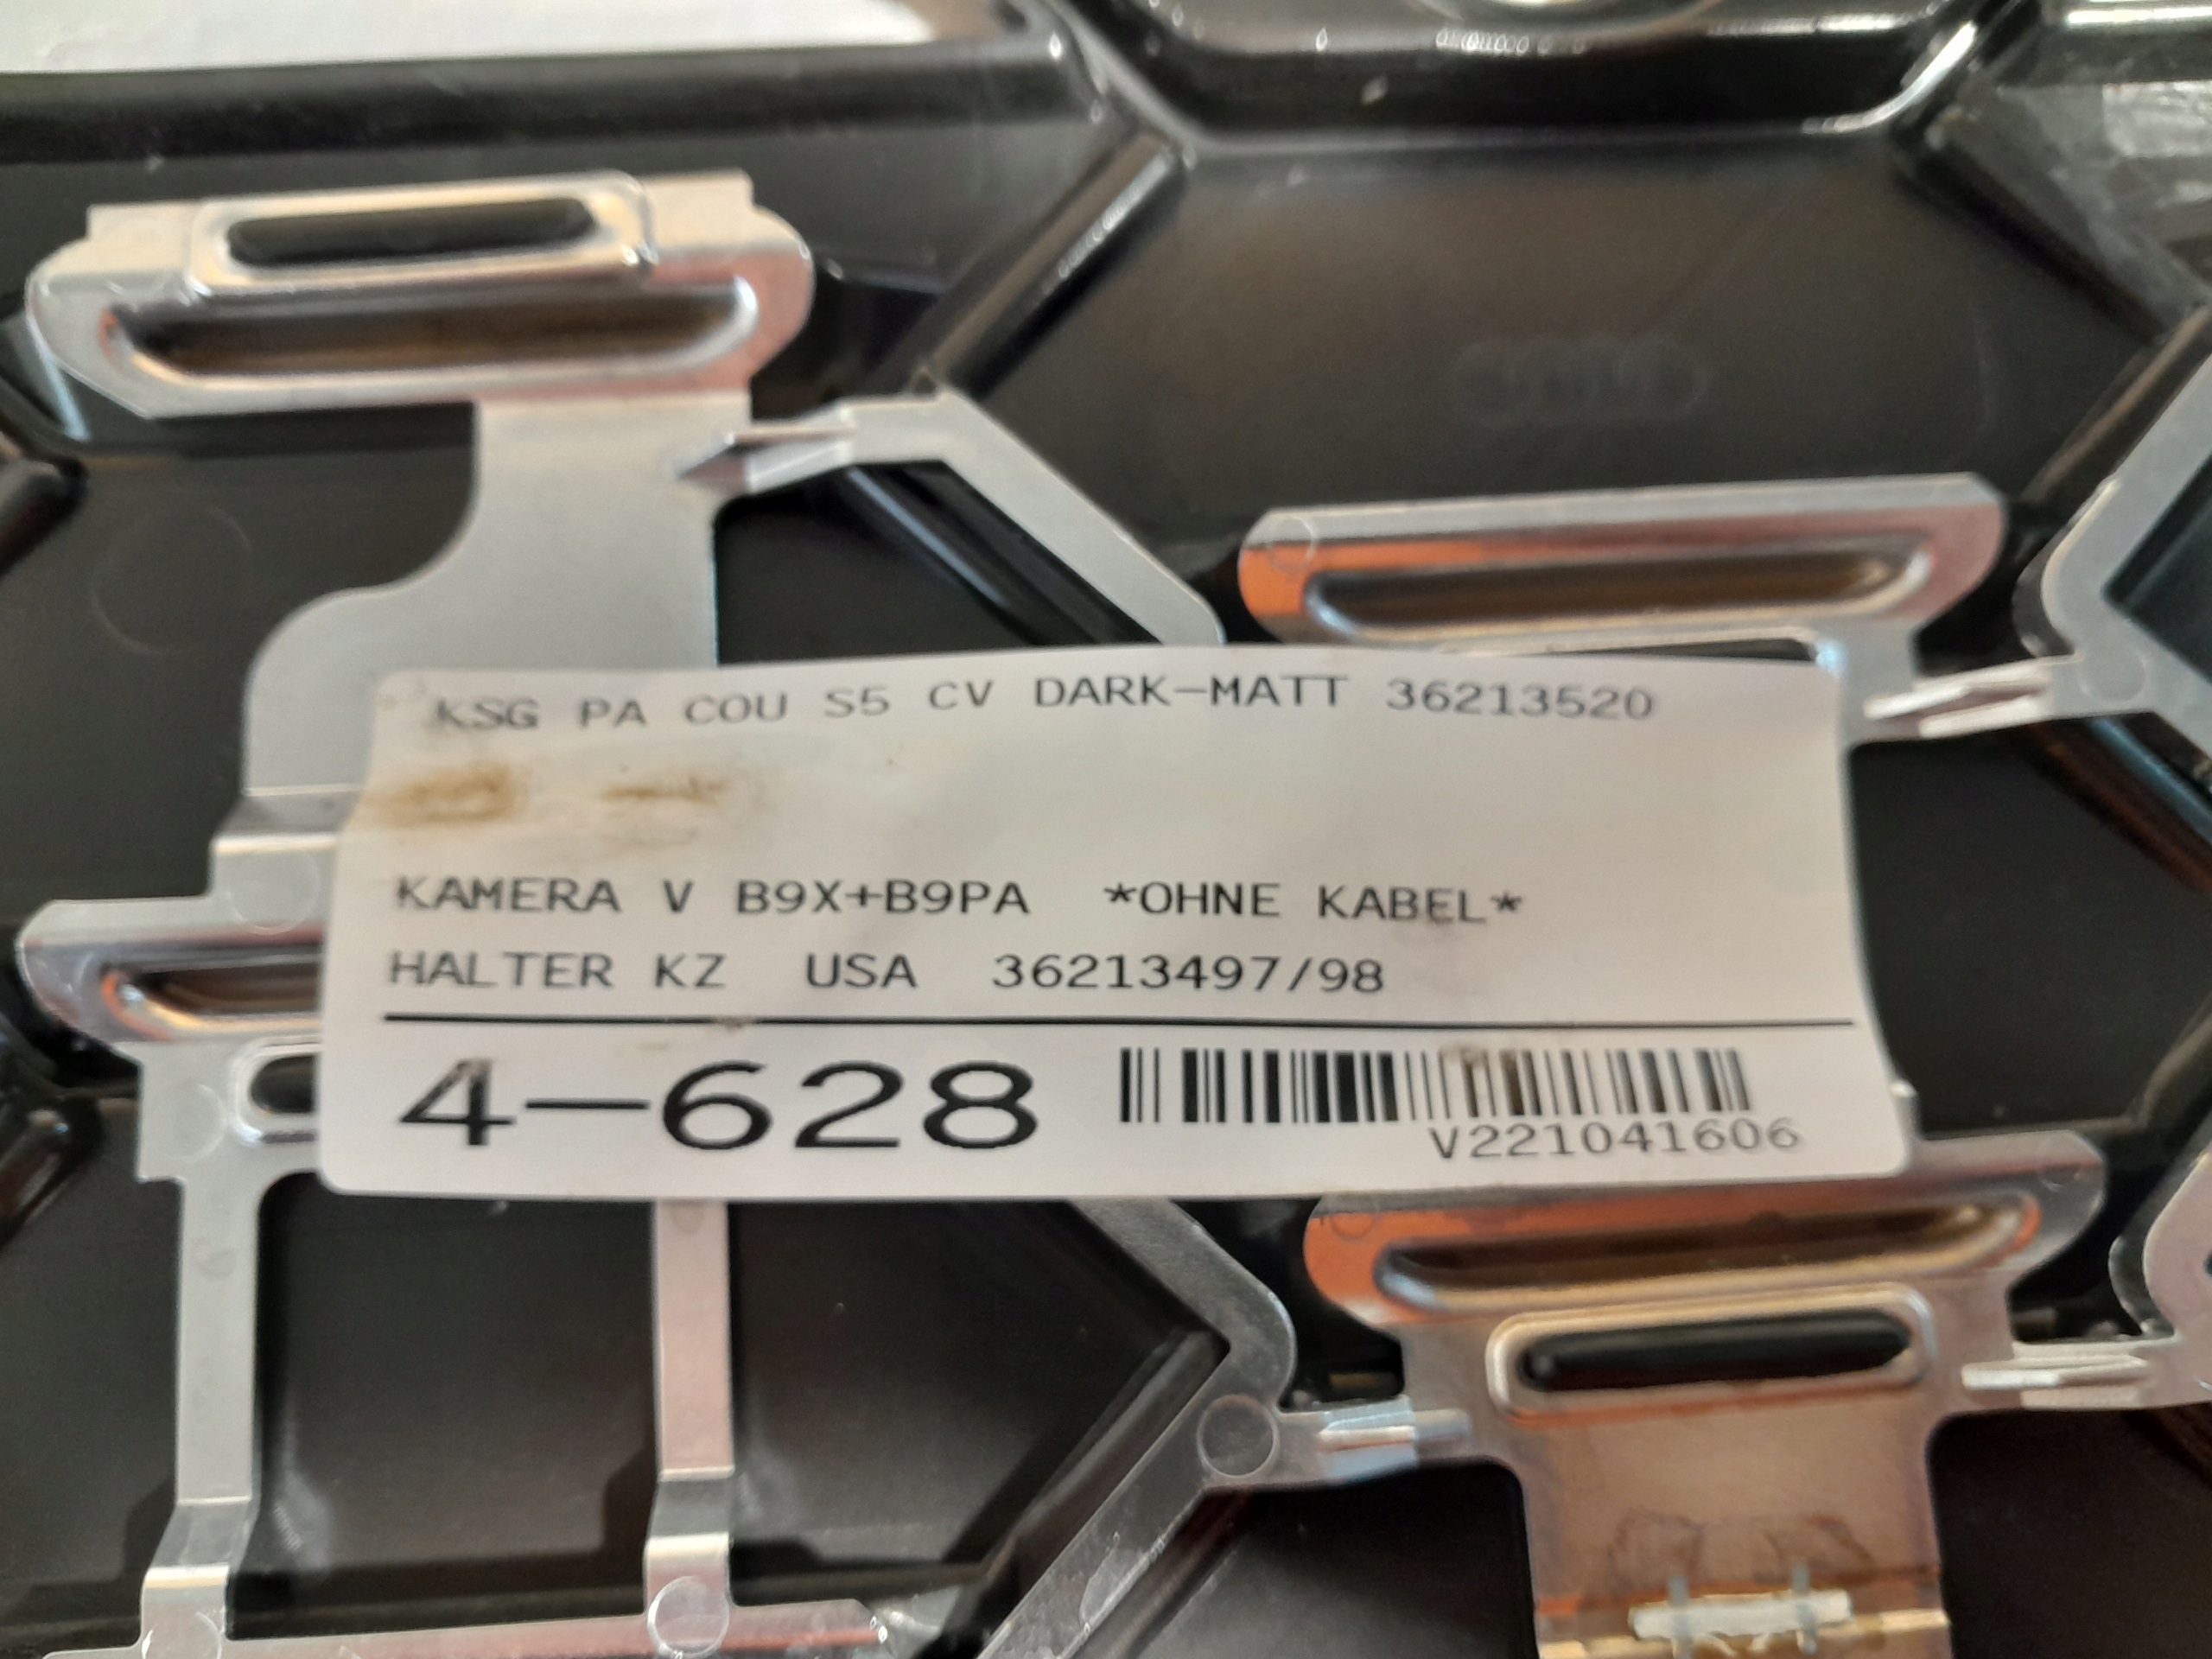 KSG PA COU S5 CV DARK-MATT 36213520
KAMERA V B9X+B9PA *OHNE KABEL*
HALTER KZ USA 36213497/98
4-628
V221041606